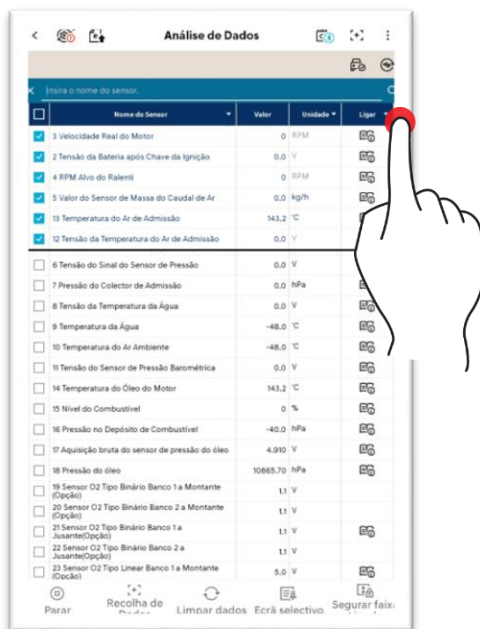 Análise de Dados
Insira o nome do sensor.
Nome do Sensor Valor Unidade Ligar
3 Velocidade Real do Motor 0 RPM
2 Tensão da Bateria após Chave da Ignição 0.0 V
4 RPM Alvo do Ralenti 0 RPM
5 Valor do Sensor de Massa do Caudal de Ar 0.0 kg/h
13 Temperatura do Ar de Admissão 143.2 °C
12 Tensão da Temperatura do Ar de Admissão 0.0 V
6 Tensão do Sinal do Sensor de Pressão 0.0 V
7 Pressão do Colector de Admissão 0.0 hPa
8 Tensão da Temperatura da Água 0.0 V
9 Temperatura da Água -48.0 °C
10 Temperatura do Ar Ambiente -48.0 °C
11 Tensão do Sensor de Pressão Barométrica 0.0 V
14 Temperatura do Óleo do Motor 143.2 °C
15 Nível do Combustível 0 %
16 Pressão no Depósito de Combustível -40.0 hPa
17 Aquisição bruta do sensor de pressão do óleo 4.910 V
18 Pressão do óleo 10865.70 hPa
19 Sensor O2 Tipo Binário Banco 1 a Montante
(Opção) 1.1 V
20 Sensor O2 Tipo Binário Banco 2 a Montante
(Opção) 1.1 V
21 Sensor O2 Tipo Binário Banco 1 a
Jusante(Opção) 1.1 V
22 Sensor O2 Tipo Binário Banco 2 a
Jusante(Opção) 1.1 V
23 Sensor O2 Tipo Linear Banco 1 a Montante
(Opção) 5.0 V
Parar Recolha de Limpar dados Ecrã selectivo Segurar faixa